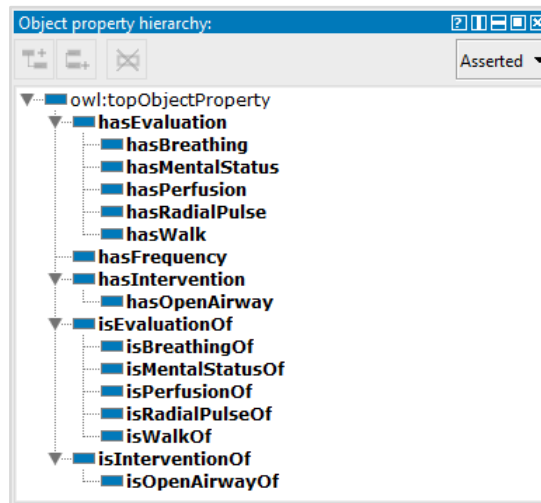 Object property hierarchy:
Asserted
owl:topObjectProperty
hasEvaluation
hasBreathing
hasMentalStatus
hasPerfusion
hasRadialPulse
hasWalk
hasFrequency
hasIntervention
hasOpenAirway
isEvaluationOf
isBreathingOf
isMentalStatusOf
isPerfusionOf
isRadialPulseOf
isWalkOf
isInterventionOf
isOpenAirwayOf